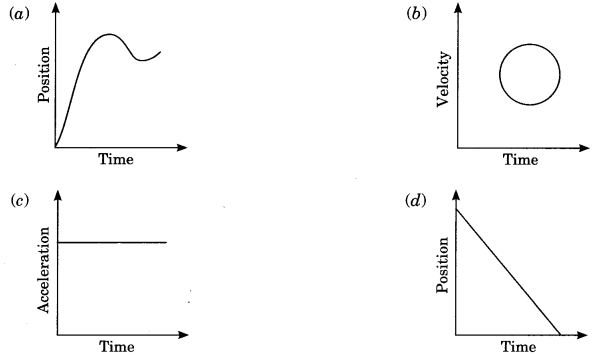 (a)
Position
Time
(b)
Velocity
Time
(c)
Acceleration
Time
(d)
Position
Time